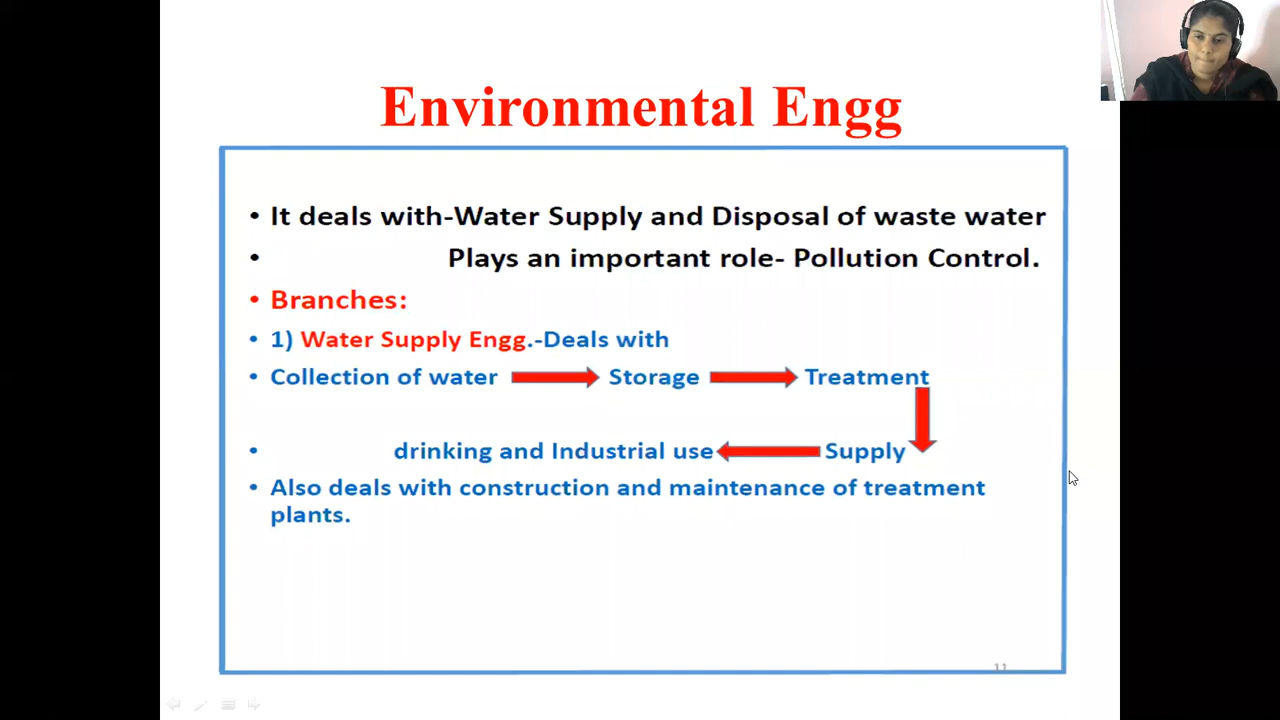 Environmental Engg
• It deals with-Water Supply and Disposal of waste water
• Plays an important role- Pollution Control.
• Branches:
• 1) Water Supply Engg.-Deals with
• Collection of water Storage Treatment
• drinking and Industrial use Supply
• Also deals with construction and maintenance of treatment
plants.
11